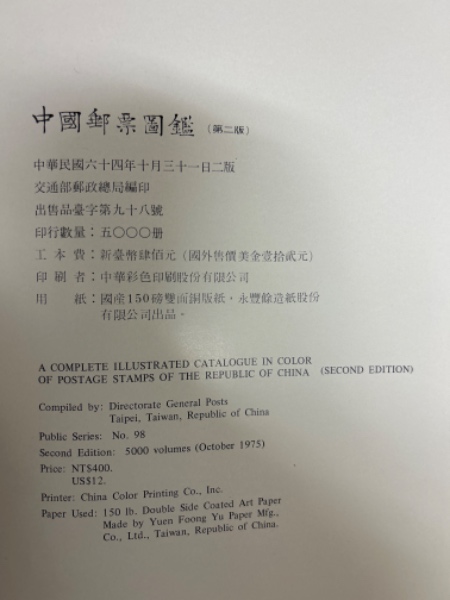 中國郵票圖鑑 (第二版)
中華民國六十四年十月三十一日二版
交通部郵政總局編印
出售品臺字第九十八號
印行數量：五〇〇〇册
工本費：新臺幣肆佰元（國外售價美金壹拾貳元）
印刷者：中華彩色印刷股份有限公司
用紙：國產150磅雙面銅版紙，永豐餘造紙股份
有限公司出品。
A COMPLETE ILLUSTRATED CATALOGUE IN COLOR
OF POSTAGE STAMPS OF THE REPUBLIC OF CHINA (SECOND EDITION)
Compiled by: Directorate General Posts
Taipei, Taiwan, Republic of China
Public Series: No. 98
Second Edition: 5000 volumes (October 1975)
Price: NT$400.
US$12.
Printer: China Color Printing Co., Inc.
Paper Used: 150 lb. Double Side Coated Art Paper
Made by Yuen Foong Yu Paper Mfg.,
Co., Ltd., Taiwan, Republic of China.